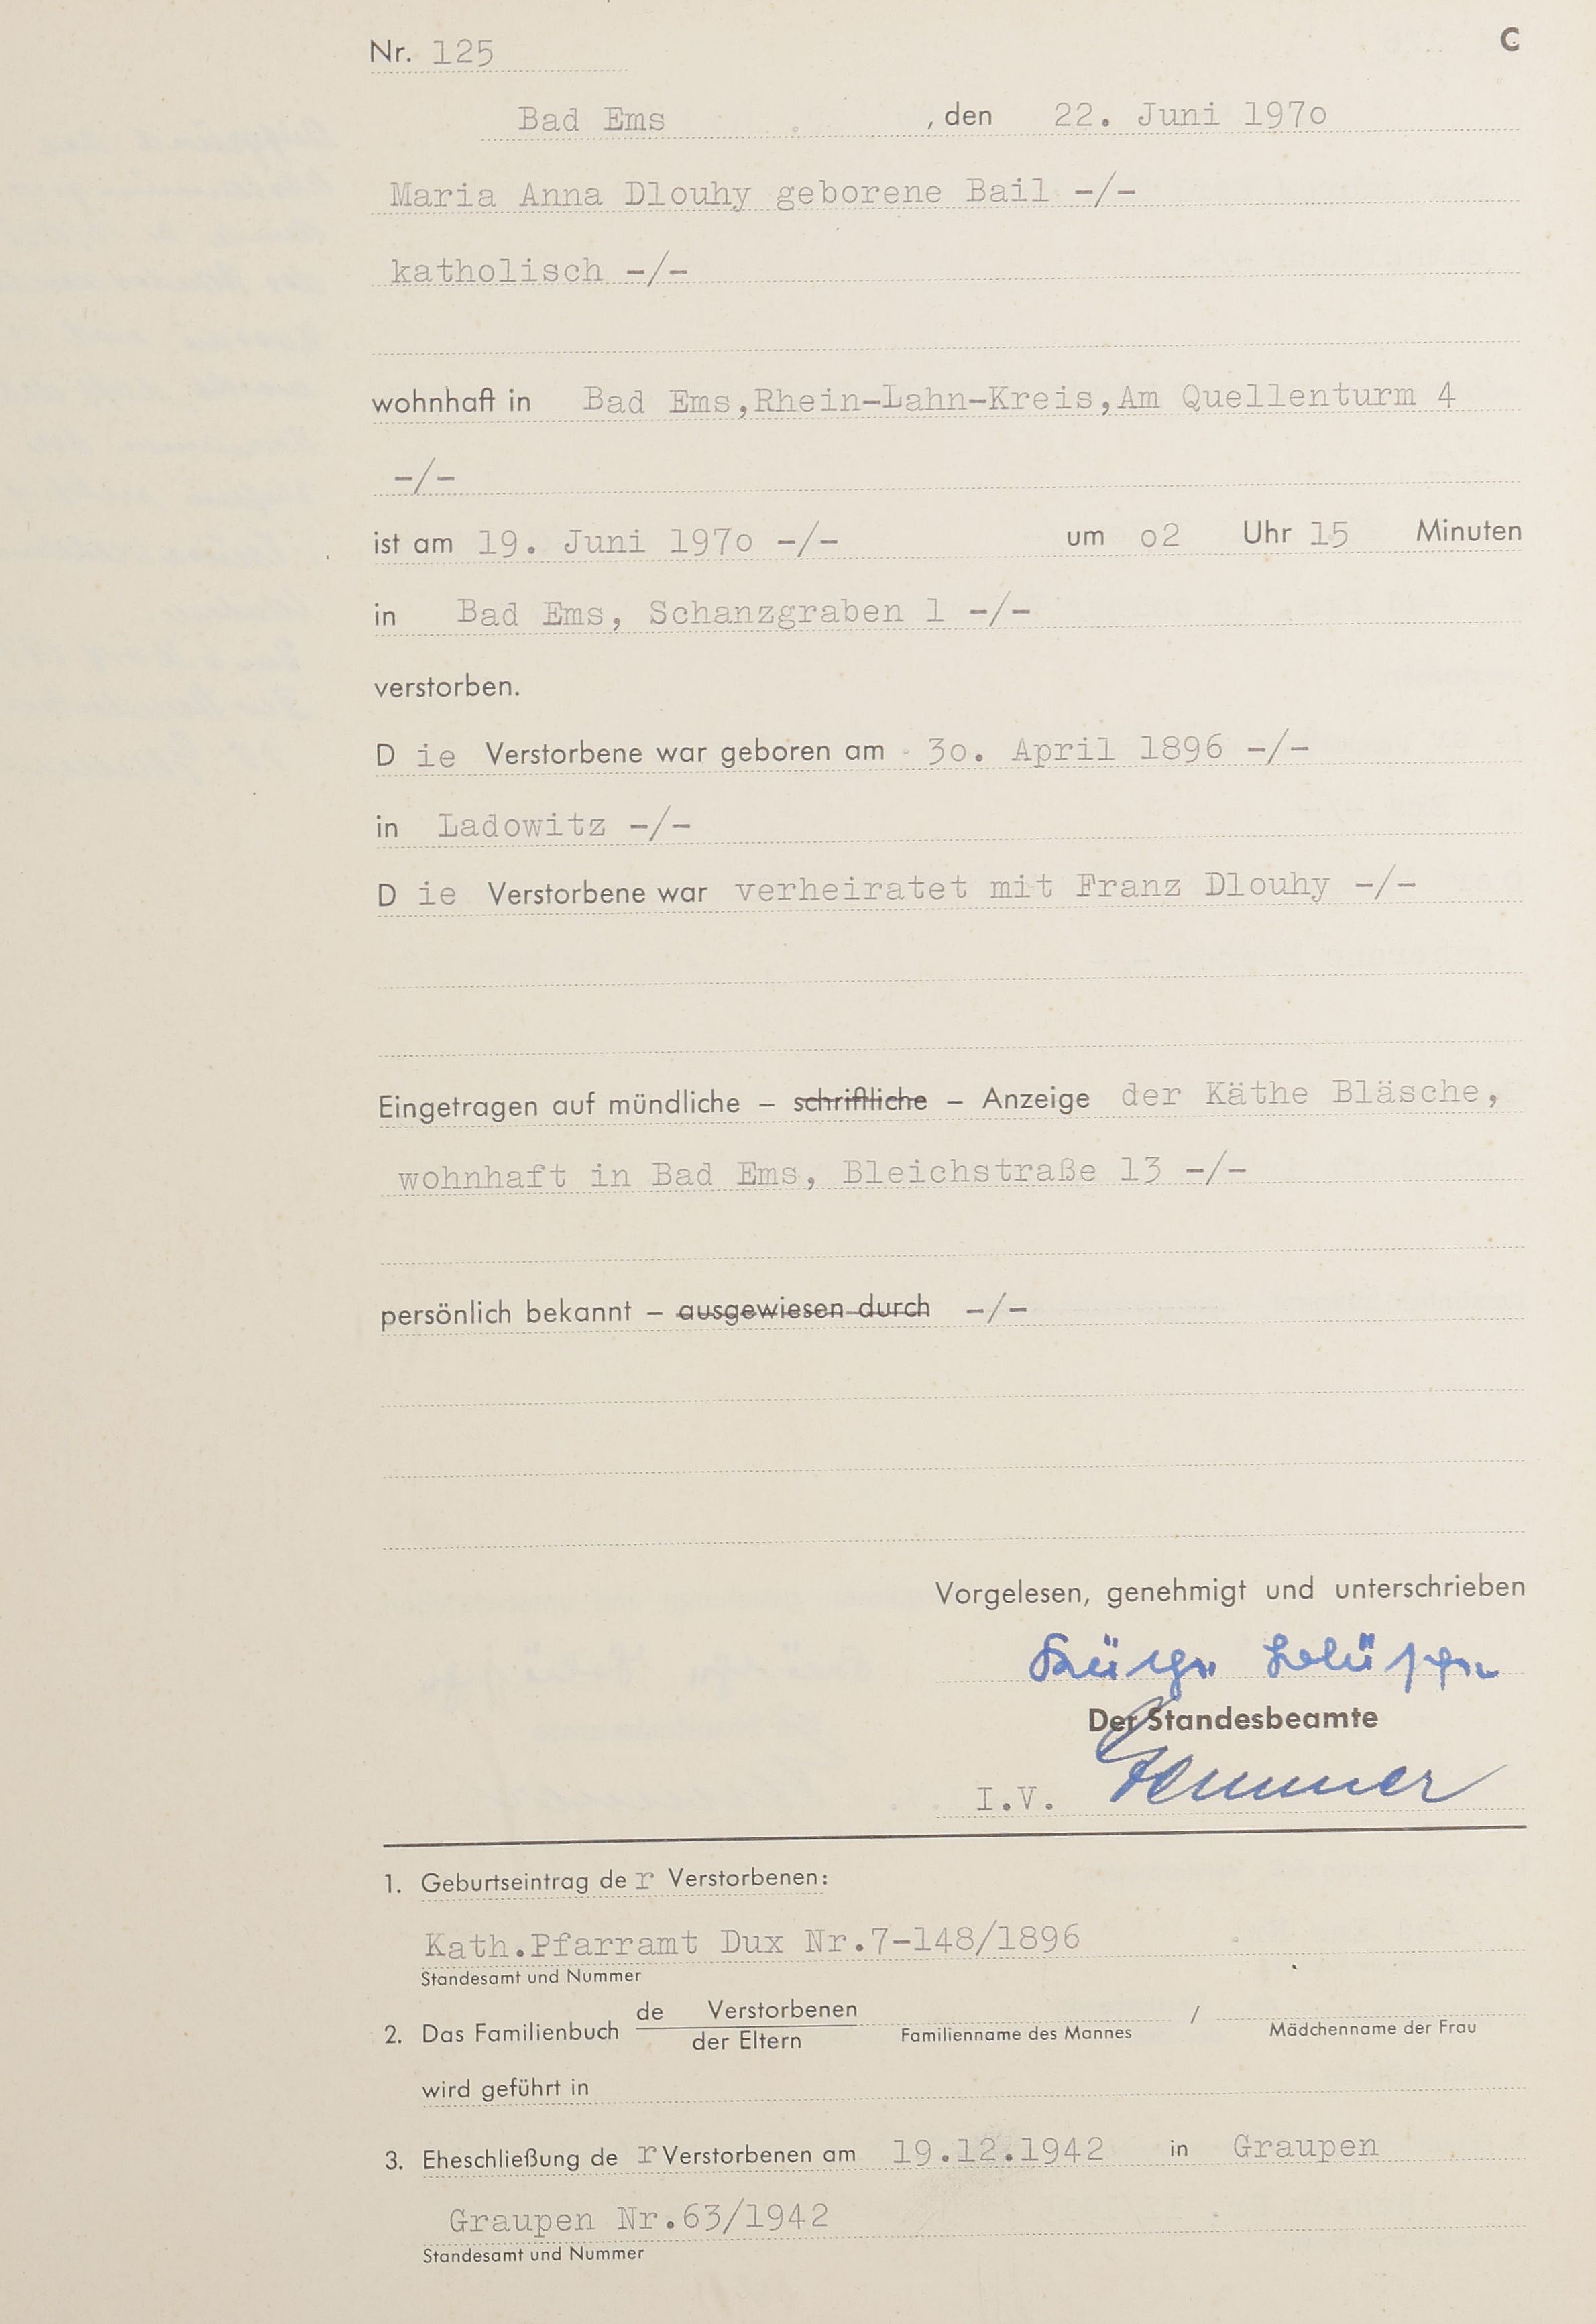 Nr. 125
C
Bad Ems , den 22. Juni 197o
Maria Anna Dlouhy geborene Bail -/-
katholisch -/-
wohnhaft in Bad Ems,Rhein-Lahn-Kreis,Am Quellenturm 4
-/-
ist am 19. Juni 197o -/- um o2 Uhr 15 Minuten
in Bad Ems, Schanzgraben 1 -/-
verstorben.
D ie Verstorbene war geboren am 3o. April 1896 -/-
in Ladowitz -/-
D ie Verstorbene war verheiratet mit Franz Dlouhy -/-
Eingetragen auf mündliche – schriftliche – Anzeige der Käthe Bläsche,
wohnhaft in Bad Ems, Bleichstraße 13 -/-
persönlich bekannt – ausgewiesen durch -/-
Vorgelesen, genehmigt und unterschrieben
Der Standesbeamte
I.V.
1. Geburtseintrag de r Verstorbenen:
Kath.Pfarramt Dux Nr.7-148/1896
Standesamt und Nummer
2. Das Familienbuch de Verstorbenen
der Eltern
/
Familienname des Mannes Mädchenname der Frau
wird geführt in
3. Eheschließung de r Verstorbenen am 19.12.1942 in Graupen
Graupen Nr.63/1942
Standesamt und Nummer